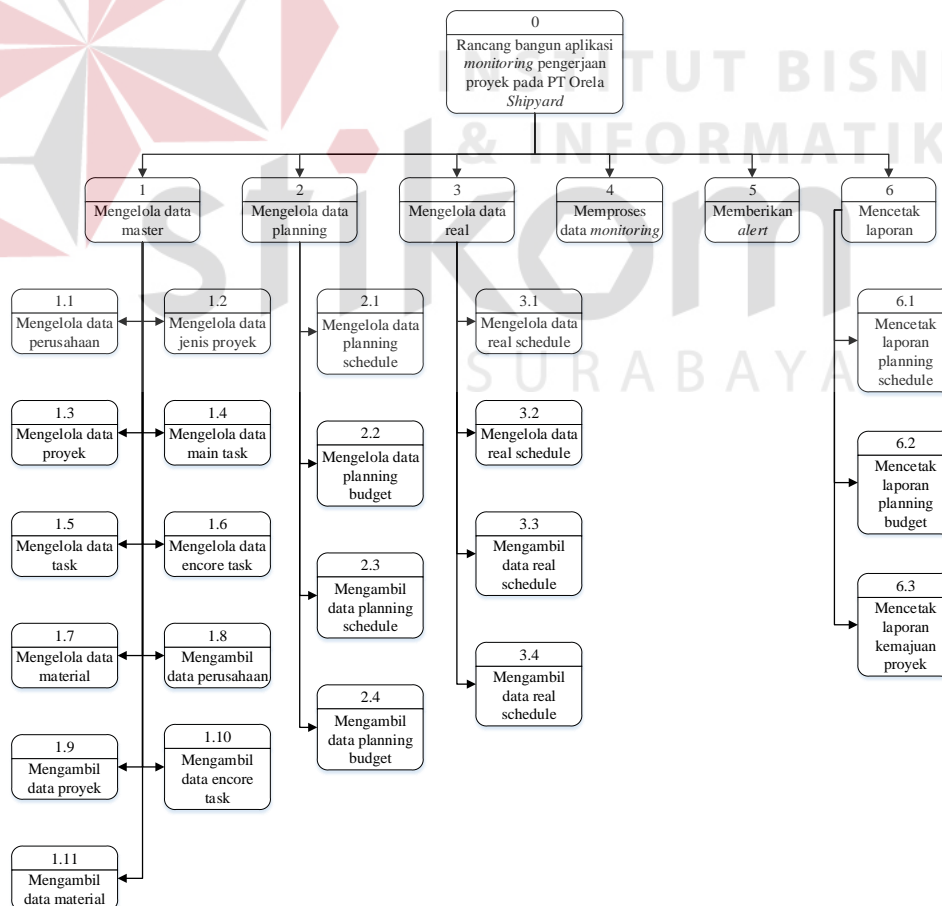 INSTITUT BISNI
& INFORMATIK
stikom
SURABAYA
0
Rancang bangun aplikasi
monitoring pengerjaan
proyek pada PT Orela
Shipyard
1
Mengelola data
master
2
Mengelola data
planning
3
Mengelola data
real
4
Memproses
data monitoring
5
Memberikan
alert
6
Mencetak
laporan
1.1
Mengelola data
perusahaan
1.2
Mengelola data
jenis proyek
1.3
Mengelola data
proyek
1.4
Mengelola data
main task
1.5
Mengelola data
task
1.6
Mengelola data
encore task
1.7
Mengelola data
material
1.8
Mengambil
data perusahaan
1.9
Mengambil
data proyek
1.10
Mengambil
data encore
task
1.11
Mengambil
data material
2.1
Mengelola data
planning
schedule
2.2
Mengelola data
planning
budget
2.3
Mengambil
data planning
schedule
2.4
Mengambil
data planning
budget
3.1
Mengelola data
real schedule
3.2
Mengelola data
real schedule
3.3
Mengambil
data real
schedule
3.4
Mengambil
data real
schedule
6.1
Mencetak
laporan
planning
schedule
6.2
Mencetak
laporan
planning
budget
6.3
Mencetak
laporan
kemajuan
proyek